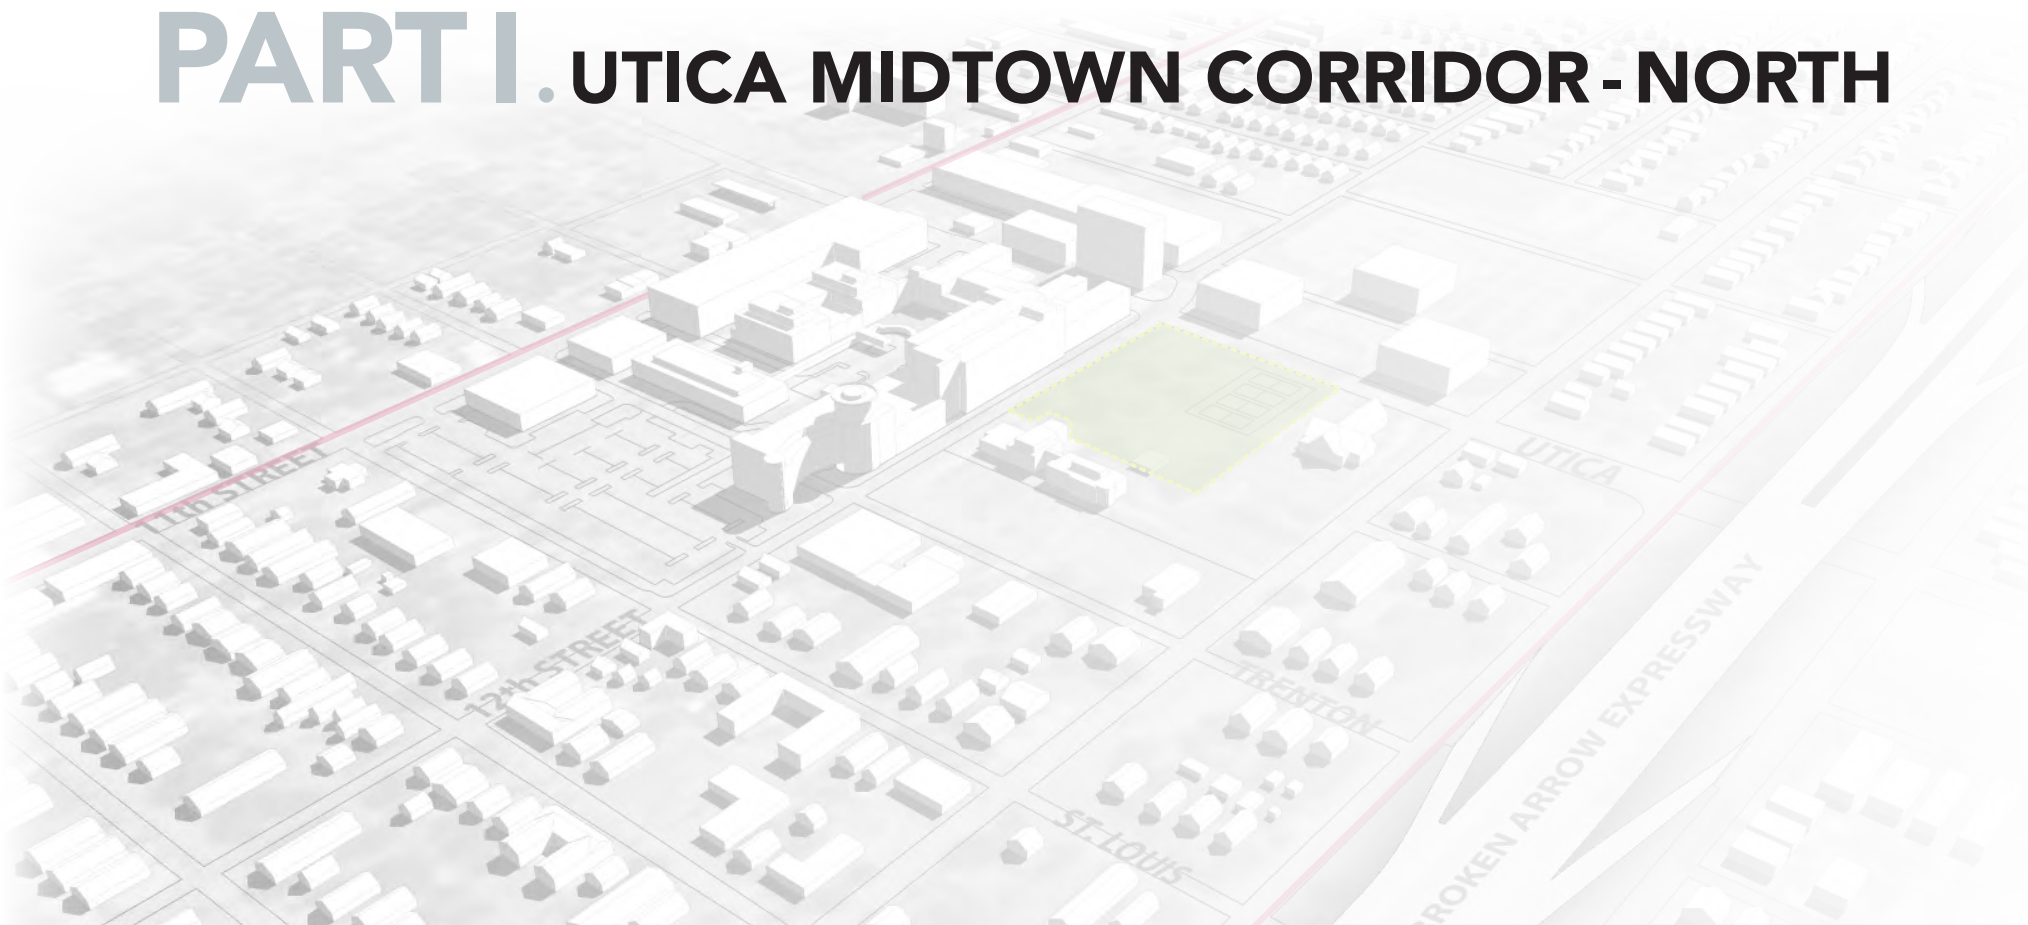 PART I. UTICA MIDTOWN CORRIDOR - NORTH
UTICA
11th STREET
12th STREET
TRENTON
ST. LOUIS
BROKEN ARROW EXPRESSWAY